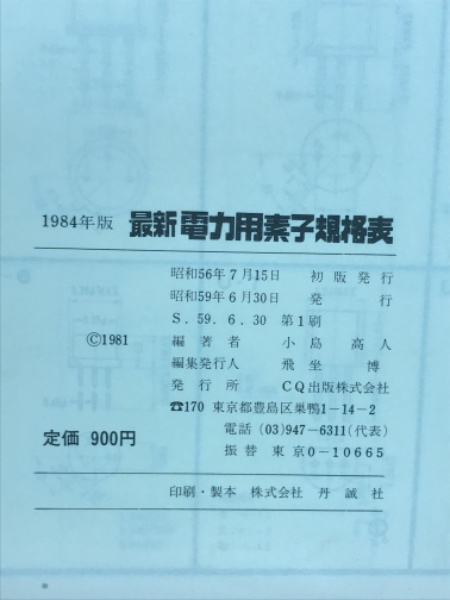 1984年版 最新 電力用素子規格表
昭和56年7月15日 初版発行
昭和59年6月30日 発行
S. 59. 6. 30 第1刷
©1981 編著者 小島高人
編集発行人 飛坐博
発行所 CQ出版株式会社
☎170 東京都豊島区巣鴨1-14-2
電話 (03)947-6311(代表)
定価 900円
振替 東京0-10665
印刷・製本 株式会社 丹誠社